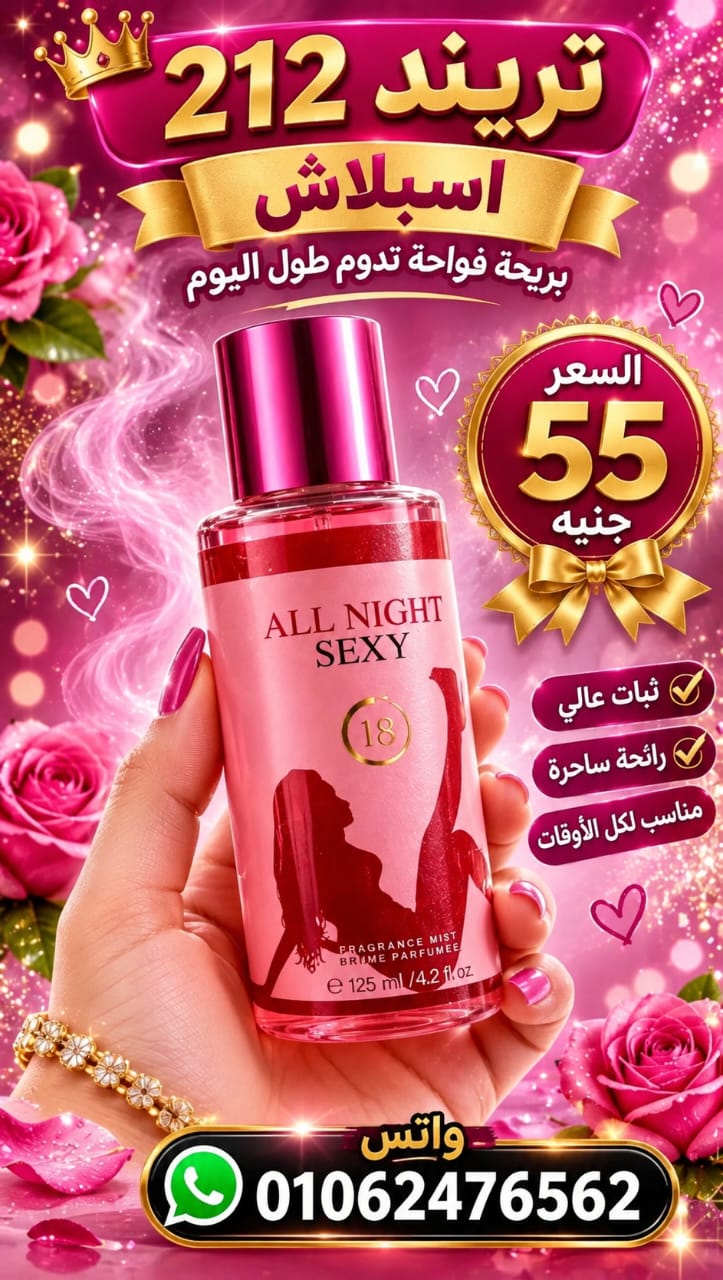 تريند 212
اسبلاش
بريحة فواحة تدوم طول اليوم
السعر
55
جنيه
ALL NIGHT
SEXY
18
ثبات عالي
رائحة ساحرة
مناسب لكل الأوقات
FRAGRANCE MIST
BRUME PARFUMEE
e 125 ml /4.2 fl.oz
واتس
01062476562